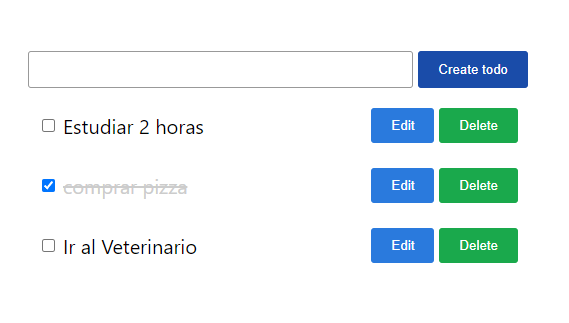 Create todo
Estudiar 2 horas Edit Delete
comprar pizza Edit Delete
Ir al Veterinario Edit Delete